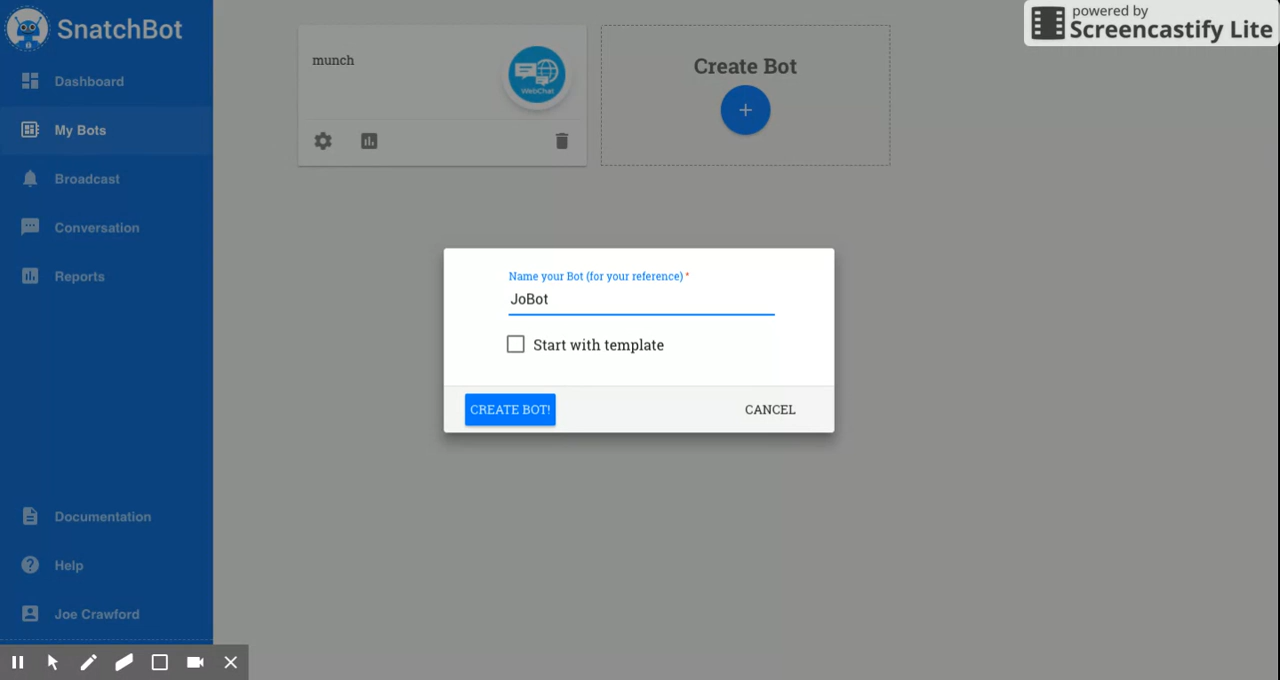 SnatchBot
powered by
Screencastify Lite
munch
WebChat
Create Bot
Dashboard
My Bots
Broadcast
Conversation
Reports
Name your Bot (for your reference) *
JoBot
Start with template
CREATE BOT!
CANCEL
Documentation
Help
Joe Crawford